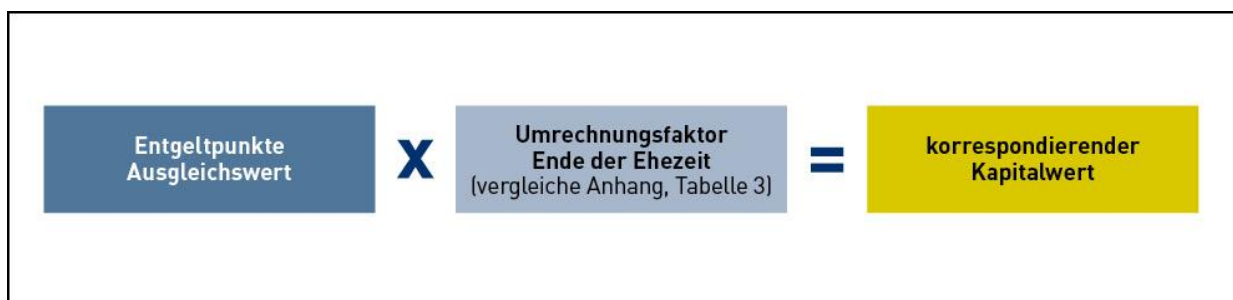 Entgeltpunkte
Ausgleichswert
X
Umrechnungsfaktor
Ende der Ehezeit
(vergleiche Anhang, Tabelle 3)
=
korrespondierender
Kapitalwert